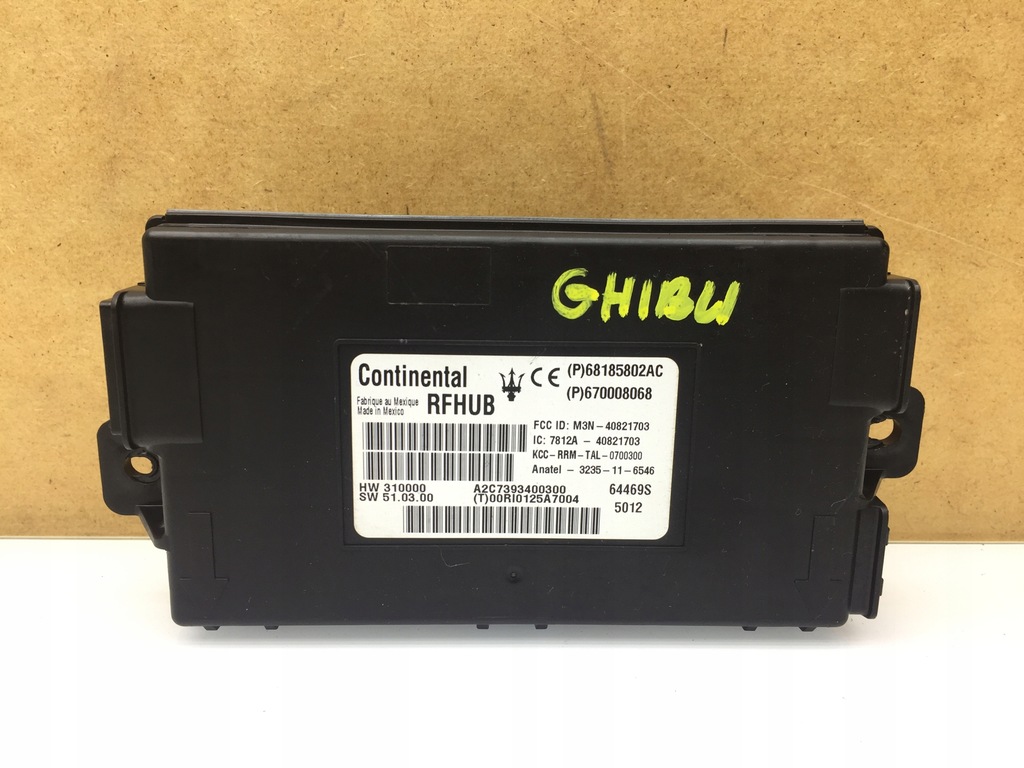 GHIBLI
Continental
Fabrique au Mexique
Made in Mexico
RFHUB
CE
(P)68185802AC
(P)670008068
FCC ID: M3N-40821703
IC: 7812A - 40821703
KCC-RRM-TAL-0700300
Anatel - 3235-11-6546
HW 310000 A2C7393400300 64469S
SW 51.03.00 (T)00RI0125A7004 5012